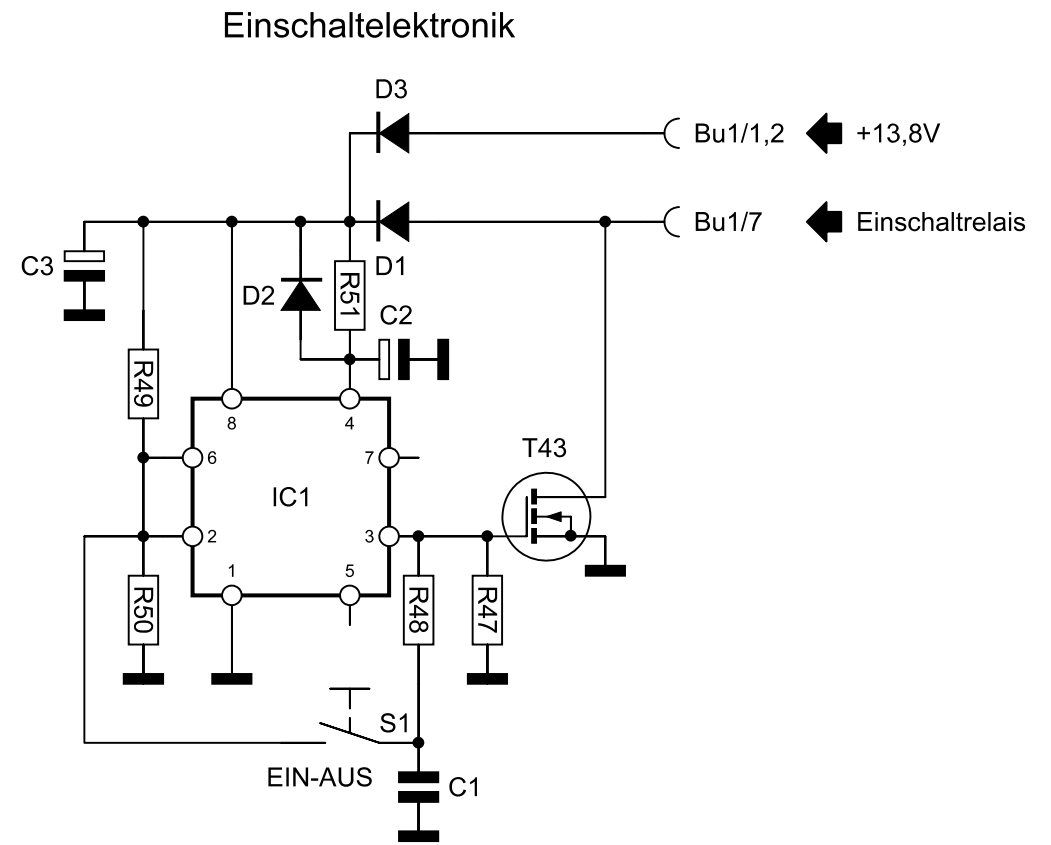 Einschaltelektronik
D3
Bu1/1,2 +13,8V
Bu1/7 Einschaltrelais
C3
D1
D2
R51
C2
R49
8
4
T43
6
7
IC1
2
3
1
5
R50
R48
R47
S1
EIN-AUS
C1